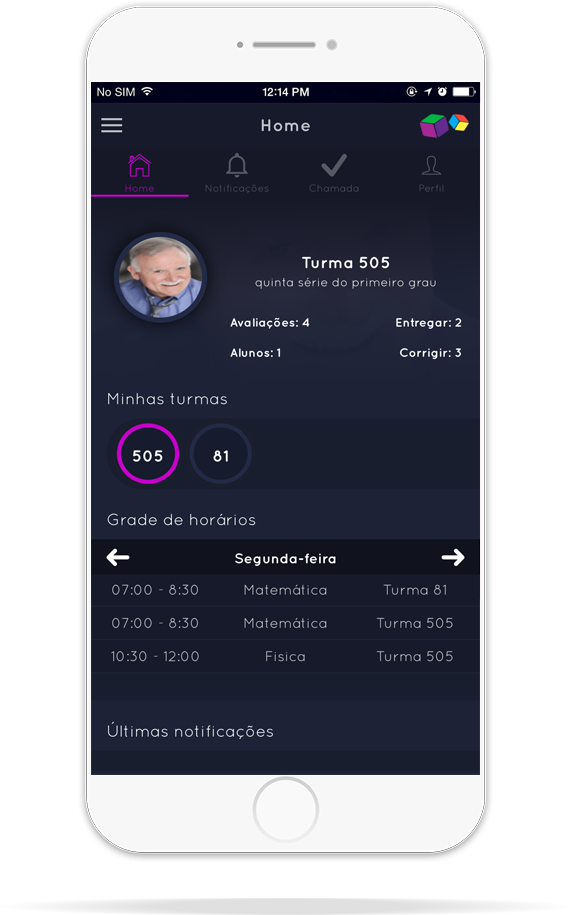 No SIM 12:14 PM
Home
Home Notificações Chamada Perfil
Turma 505
quinta série do primeiro grau
Avaliações: 4 Entregar: 2
Alunos: 1 Corrigir: 3
Minhas turmas
505 81
Grade de horários
Segunda-feira
07:00 - 8:30 Matemática Turma 81
07:00 - 8:30 Matemática Turma 505
10:30 - 12:00 Fisica Turma 505
Últimas notificações